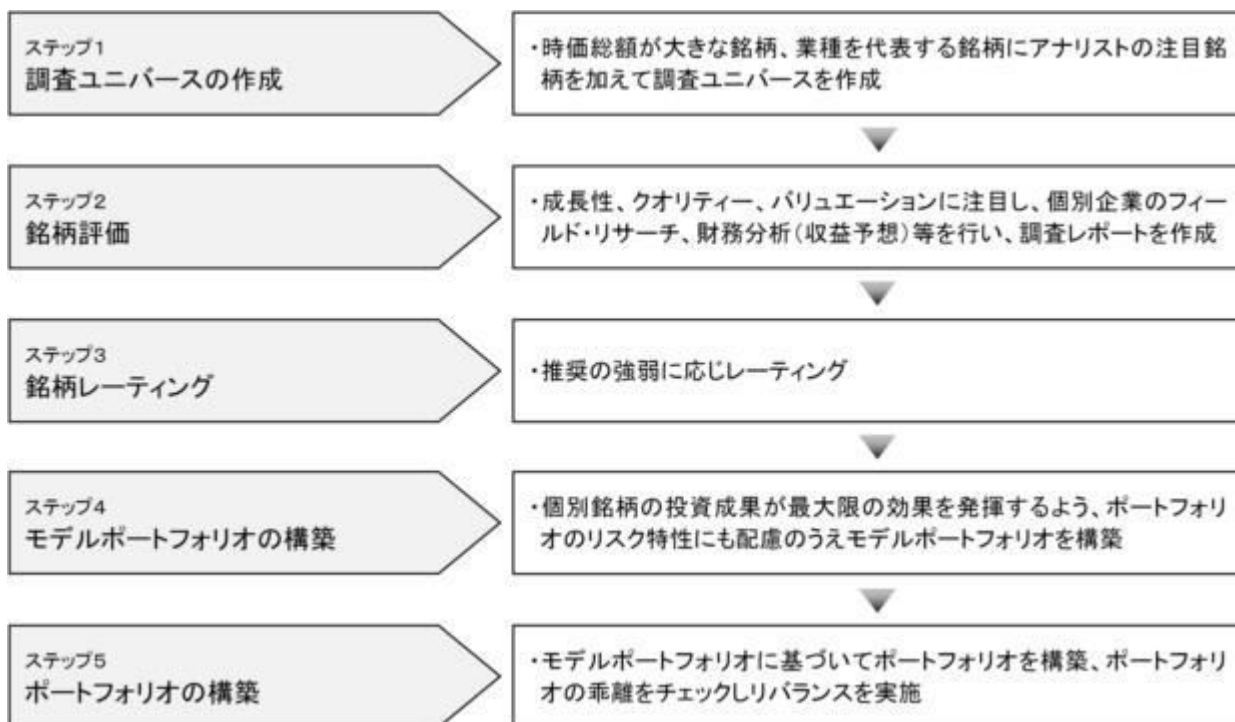 ステップ1
調査ユニバースの作成
・時価総額が大きな銘柄、業種を代表する銘柄にアナリストの注目銘
柄を加えて調査ユニバースを作成
ステップ2
銘柄評価
・成長性、クオリティー、バリュエーションに注目し、個別企業のフィー
ルド・リサーチ、財務分析(収益予想)等を行い、調査レポートを作成
ステップ3
銘柄レーティング
・推奨の強弱に応じレーティング
ステップ4
モデルポートフォリオの構築
・個別銘柄の投資成果が最大限の効果を発揮するよう、ポートフォリ
オのリスク特性にも配慮のうえモデルポートフォリオを構築
ステップ5
ポートフォリオの構築
・モデルポートフォリオに基づいてポートフォリオを構築、ポートフォリ
オの乖離をチェックしリバランスを実施